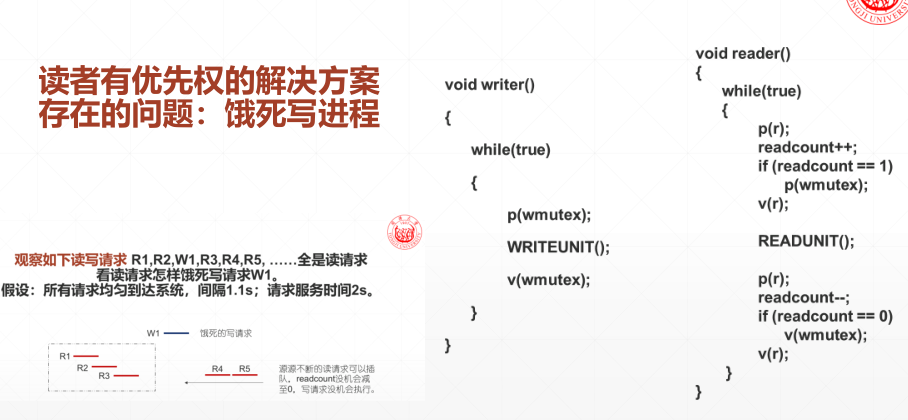 读者有优先权的解决方案
存在的问题：饿死写进程
观察如下读写请求 R1,R2,W1,R3,R4,R5, ……全是读请求
看读请求怎样饿死写请求W1。
假设：所有请求均匀到达系统，间隔1.1s；请求服务时间2s。
W1
饿死的写请求
R1
R2
R3
R4
R5
源源不断的读请求可以插
队。readcount没机会减
至0。写请求没机会执行。
void writer()
{
while(true)
{
p(wmutex);
WRITEUNIT();
v(wmutex);
}
}
void reader()
{
while(true)
{
p(r);
readcount++;
if (readcount == 1)
p(wmutex);
v(r);
READUNIT();
p(r);
readcount--;
if (readcount == 0)
v(wmutex);
v(r);
}
}